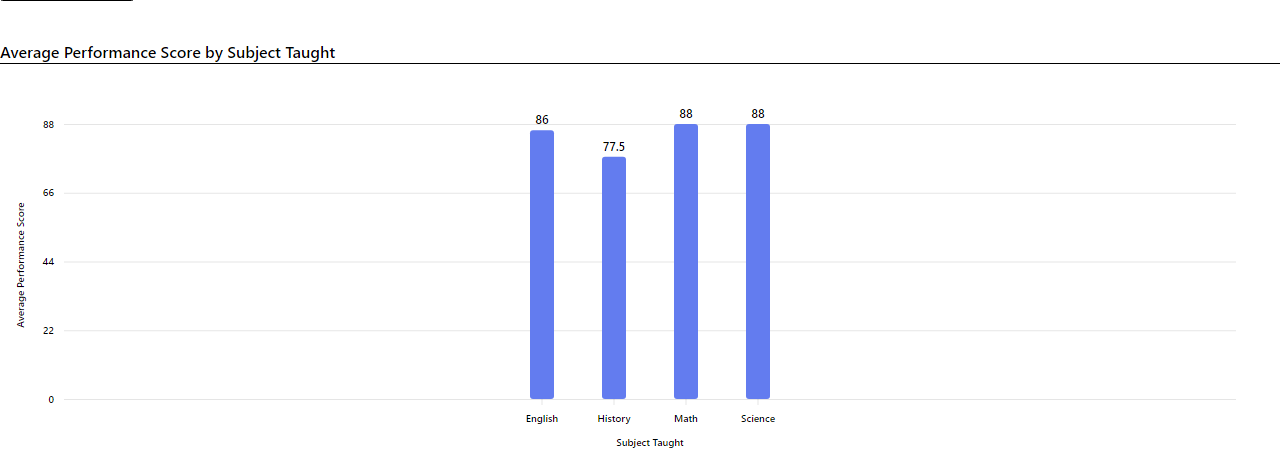 Average Performance Score by Subject Taught
86
77.5
88
88
88
66
44
22
0
Average Performance Score
English
History
Math
Science
Subject Taught